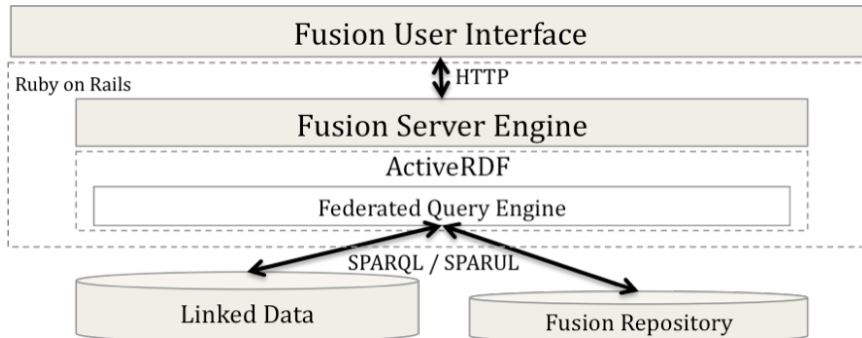 Fusion User Interface
HTTP
Ruby on Rails
Fusion Server Engine
ActiveRDF
Federated Query Engine
SPARQL / SPARUL
Linked Data
Fusion Repository